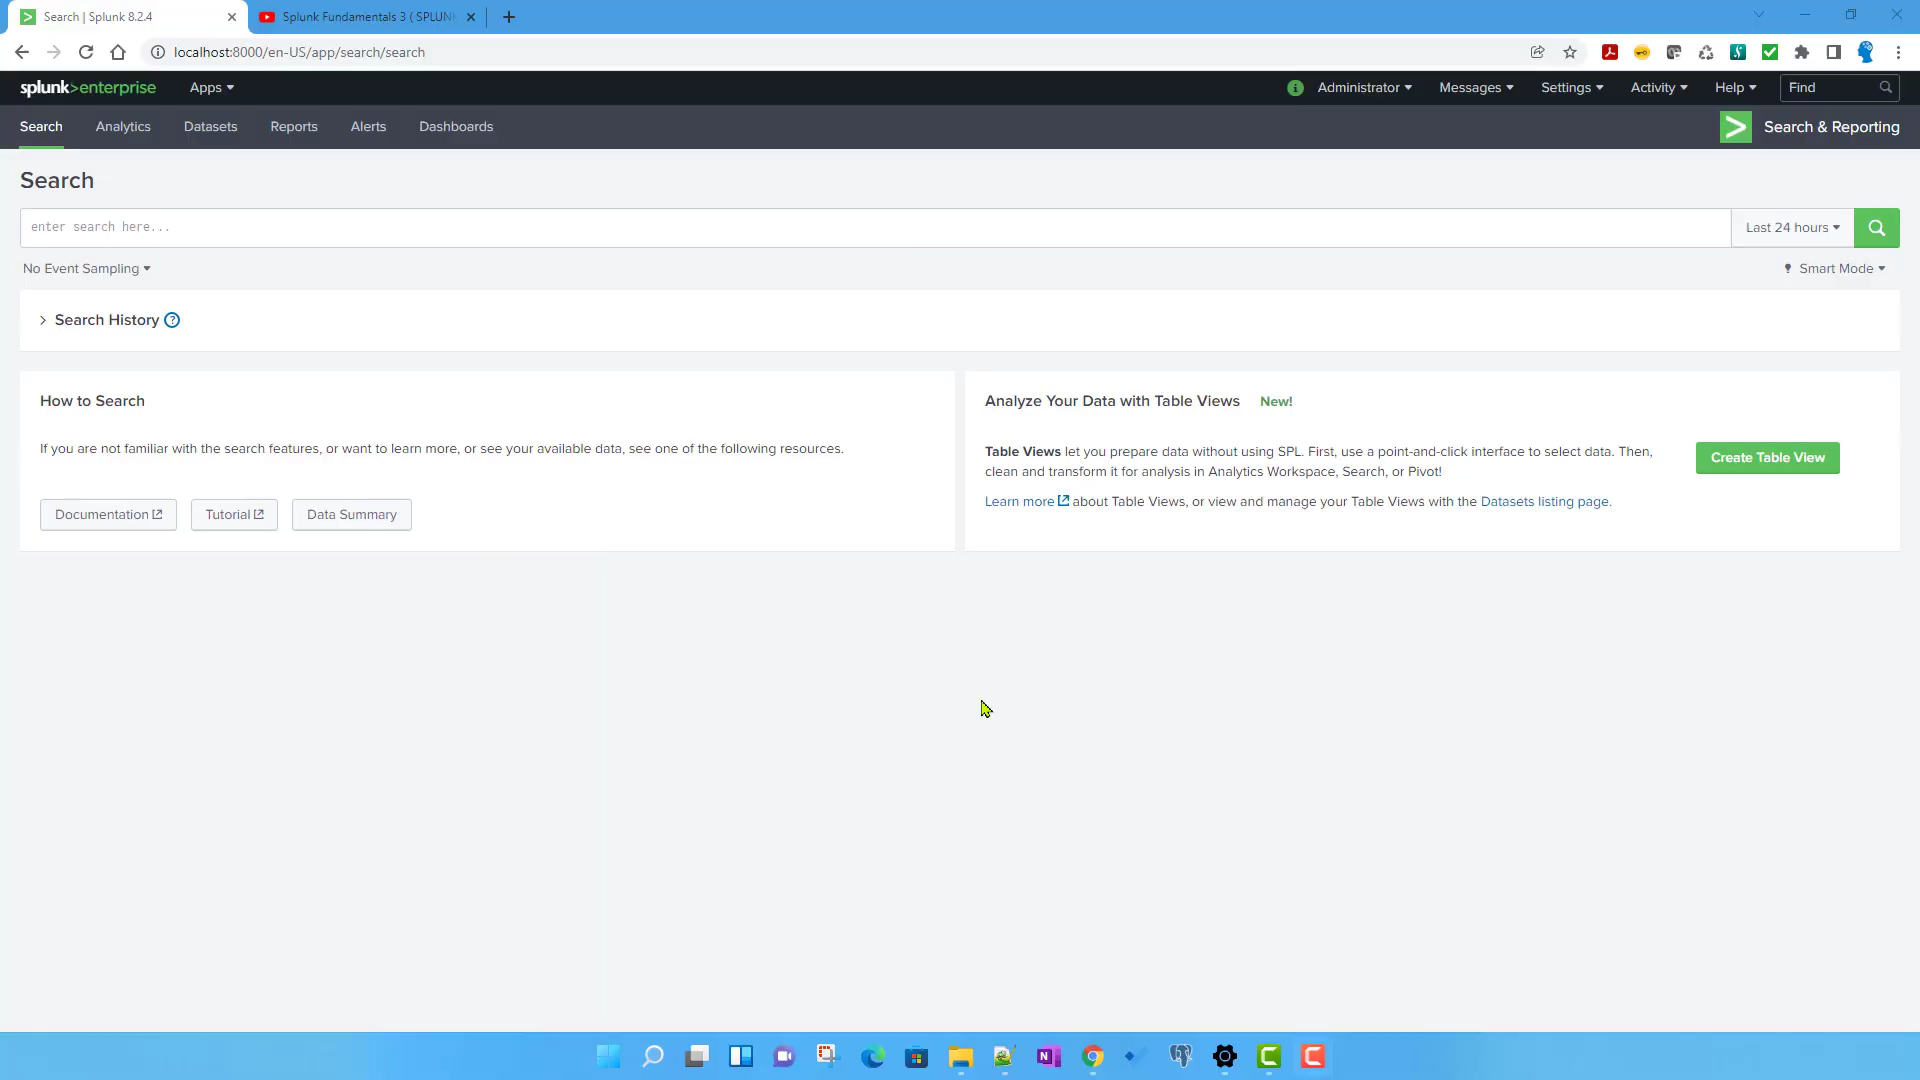 Search | Splunk 8.2.4
Splunk Fundamentals 3 ( SPLUN
localhost:8000/en-US/app/search/search
splunk>enterprise
Apps
Administrator
Messages
Settings
Activity
Help
Find
Search
Analytics
Datasets
Reports
Alerts
Dashboards
Search & Reporting
Search
enter search here...
Last 24 hours
No Event Sampling
Smart Mode
Search History ?
How to Search
If you are not familiar with the search features, or want to learn more, or see your available data, see one of the following resources.
Documentation
Tutorial
Data Summary
Analyze Your Data with Table Views New!
Table Views let you prepare data without using SPL. First, use a point-and-click interface to select data. Then,
clean and transform it for analysis in Analytics Workspace, Search, or Pivot!
Learn more about Table Views, or view and manage your Table Views with the Datasets listing page.
Create Table View